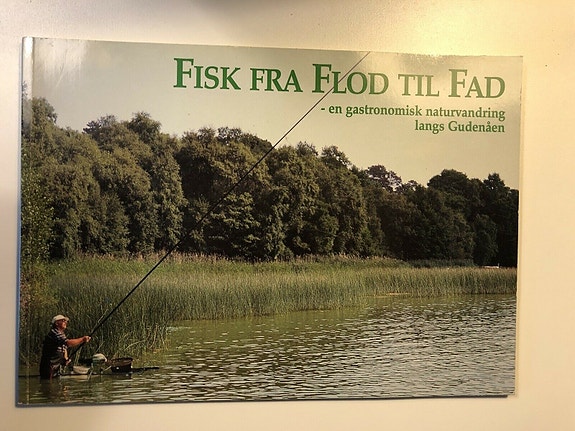 FISK FRA FLOD TIL FAD
- en gastronomisk naturvandring
langs Gudenåen